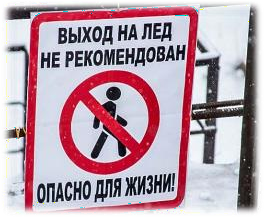 ВЫХОД НА ЛЕД
НЕ РЕКОМЕНДОВАН
ОПАСНО ДЛЯ ЖИЗНИ!